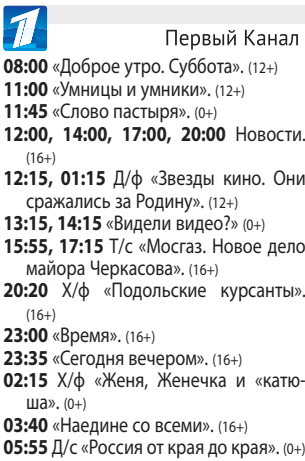 1
Первый Канал
08:00 «Доброе утро. Суббота». (12+)
11:00 «Умницы и умники». (12+)
11:45 «Слово пастыря». (0+)
12:00, 14:00, 17:00, 20:00 Новости.
(16+)
12:15, 01:15 Д/ф «Звезды кино. Они
сражались за Родину». (12+)
13:15, 14:15 «Видели видео?» (0+)
15:55, 17:15 Т/с «Мосгаз. Новое дело
майора Черкасова». (16+)
20:20 Х/ф «Подольские курсанты».
(16+)
23:00 «Время». (16+)
23:35 «Сегодня вечером». (16+)
02:15 Х/ф «Женя, Женечка и «катю-
ша». (0+)
03:40 «Наедине со всеми». (16+)
05:55 Д/с «Россия от края до края». (0+)